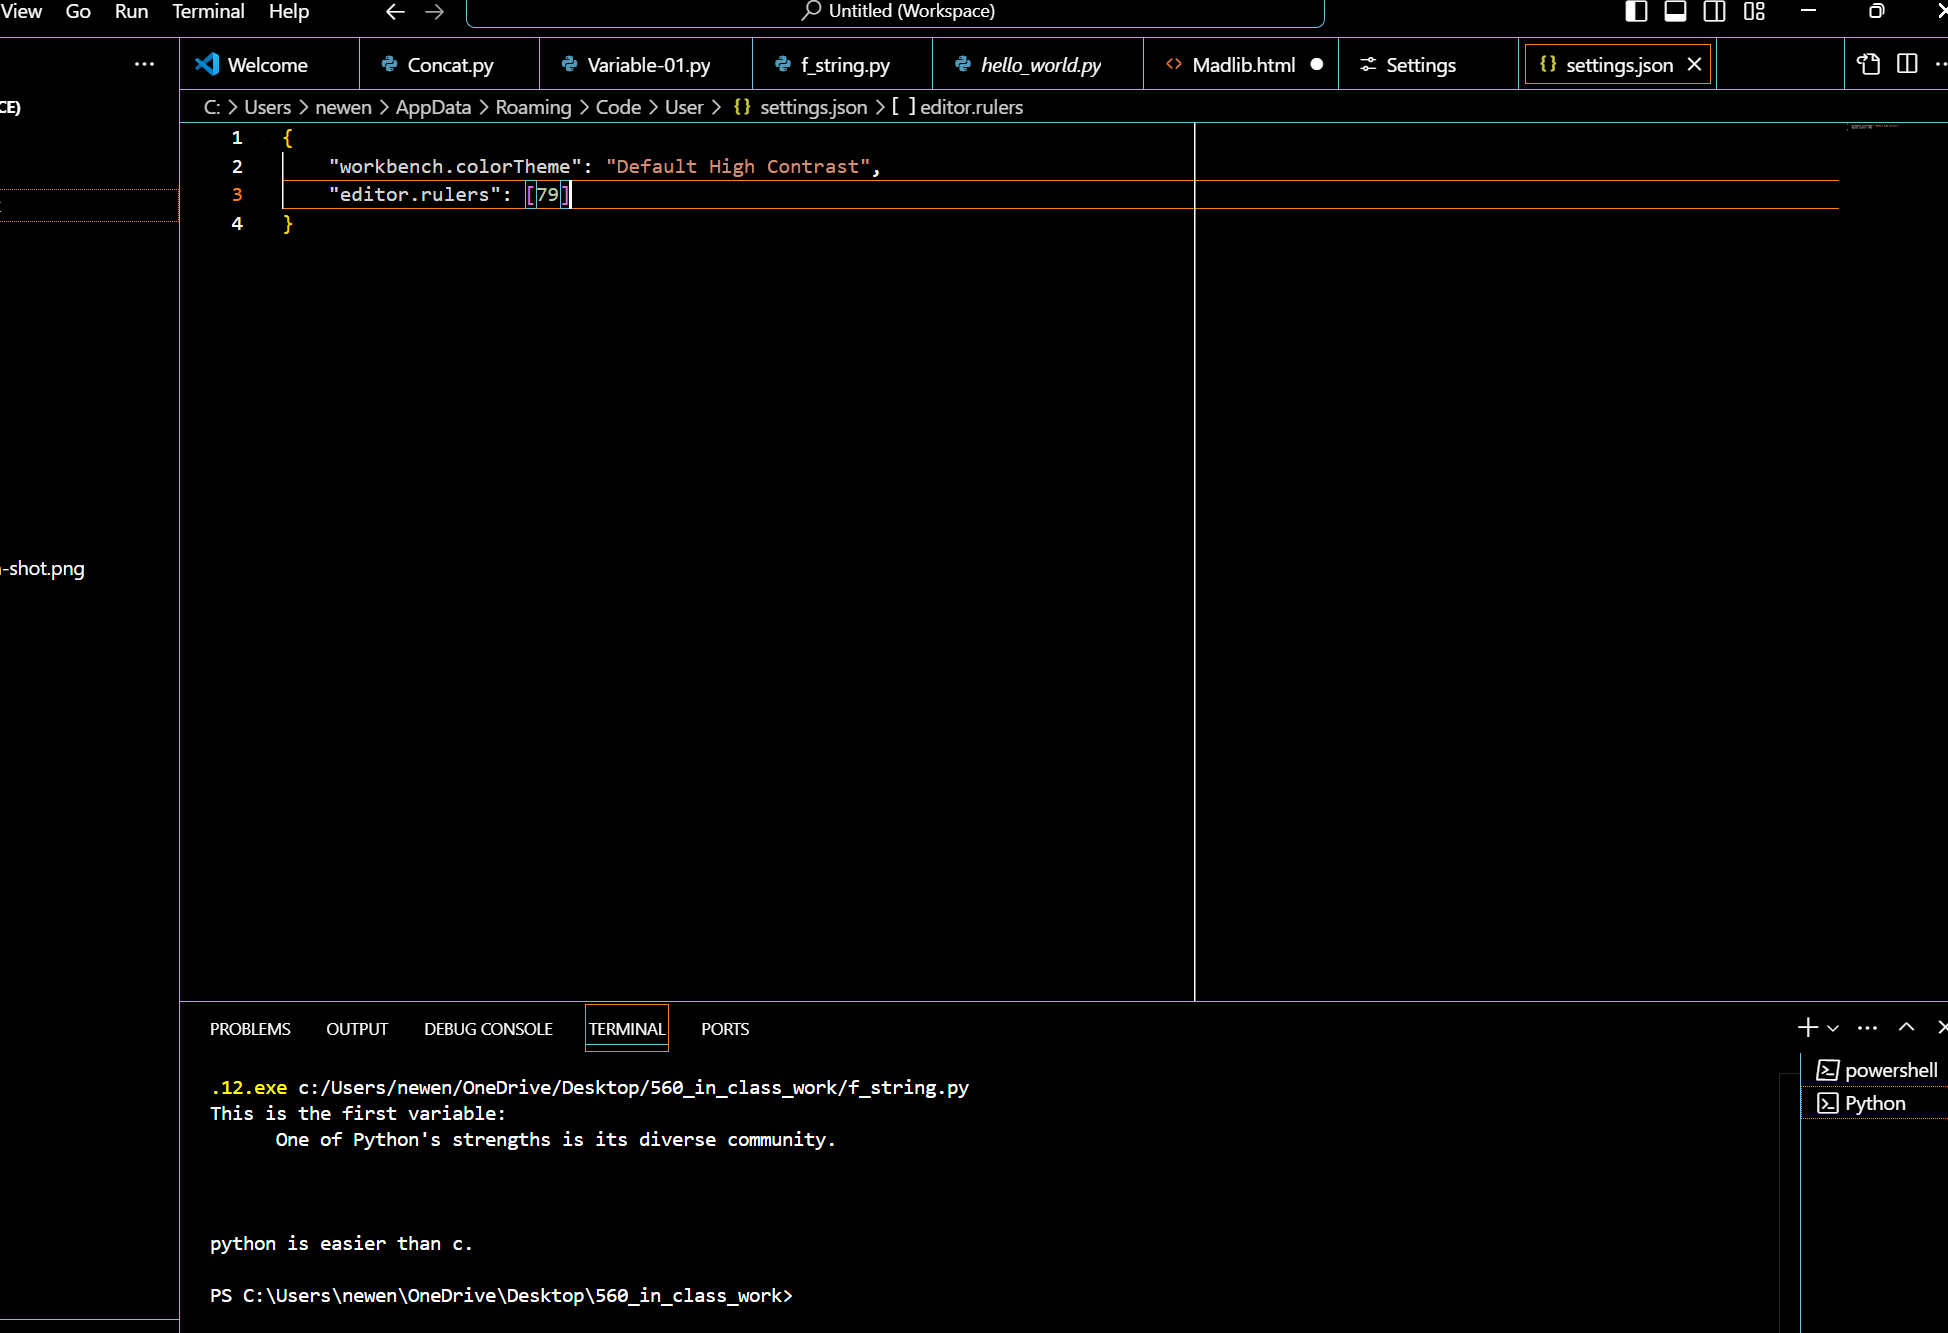 View Go Run Terminal Help Untitled (Workspace)
Welcome Concat.py Variable-01.py f_string.py hello_world.py Madlib.html Settings {} settings.json
CE)
C: > Users > newen > AppData > Roaming > Code > User > {} settings.json > [ ] editor.rulers
1 {
2 "workbench.colorTheme": "Default High Contrast",
3 "editor.rulers": [79]
4 }
-shot.png
PROBLEMS OUTPUT DEBUG CONSOLE TERMINAL PORTS
powershell
Python
.12.exe c:/Users/newen/OneDrive/Desktop/560_in_class_work/f_string.py
This is the first variable:
One of Python's strengths is its diverse community.
python is easier than c.
PS C:\Users\newen\OneDrive\Desktop\560_in_class_work>